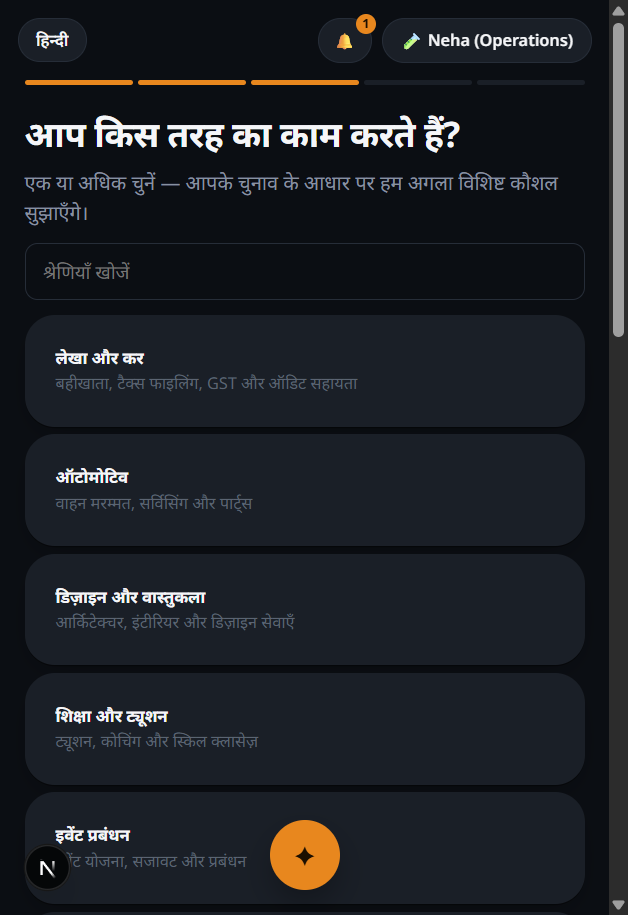 हिन्दी
1
Neha (Operations)
आप किस तरह का काम करते हैं?
एक या अधिक चुनें — आपके चुनाव के आधार पर हम अगला विशिष्ट कौशल
सुझाएँगे।
श्रेणियाँ खोजें
लेखा और कर
बहीखाता, टैक्स फाइलिंग, GST और ऑडिट सहायता
ऑटोमोटिव
वाहन मरम्मत, सर्विसिंग और पार्ट्स
डिज़ाइन और वास्तुकला
आर्किटेक्चर, इंटीरियर और डिज़ाइन सेवाएँ
शिक्षा और ट्यूशन
ट्यूशन, कोचिंग और स्किल क्लासेज़
इवेंट प्रबंधन
योजना, सजावट और प्रबंधन
N